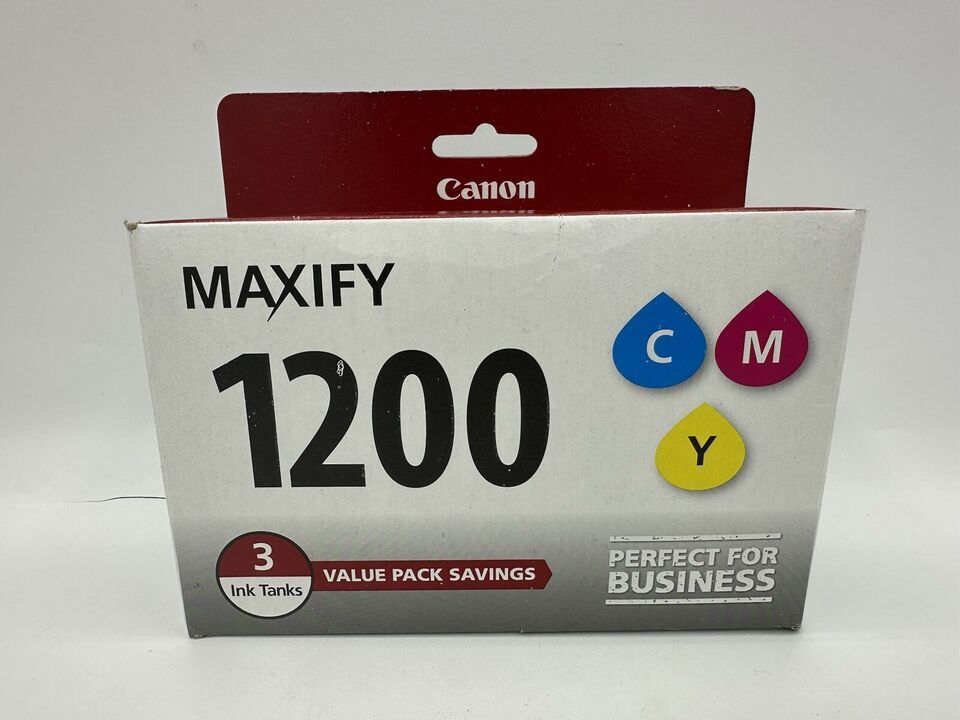 Canon
MAXIFY
1200
C M
Y
3
Ink Tanks
VALUE PACK SAVINGS
PERFECT FOR
BUSINESS